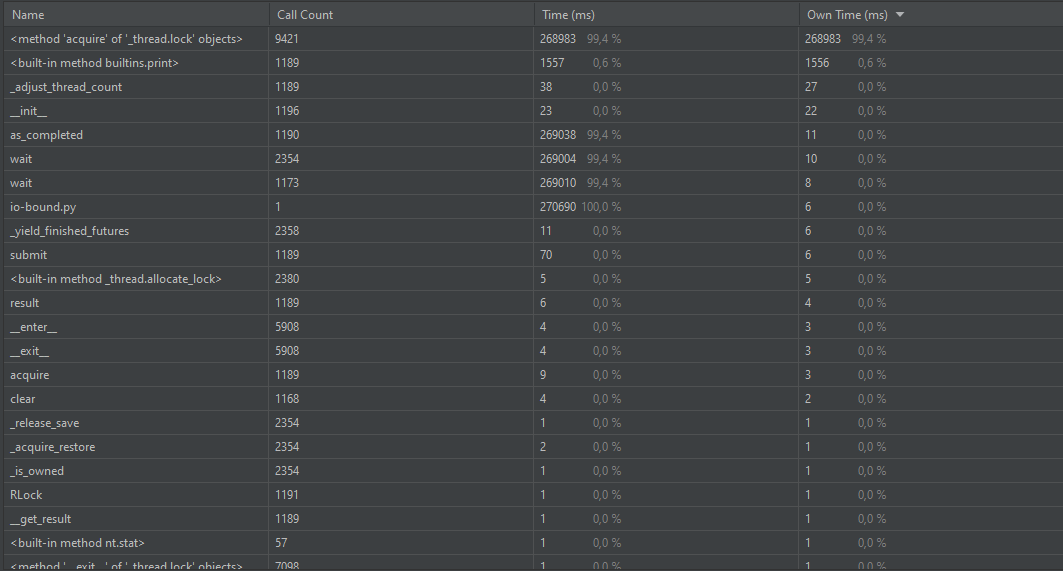 Name Call Count Time (ms) Own Time (ms)
<method 'acquire' of '_thread.lock' objects> 9421 268983 99,4 % 268983 99,4 %
<built-in method builtins.print> 1189 1557 0,6 % 1556 0,6 %
_adjust_thread_count 1189 38 0,0 % 27 0,0 %
__init__ 1196 23 0,0 % 22 0,0 %
as_completed 1190 269038 99,4 % 11 0,0 %
wait 2354 269004 99,4 % 10 0,0 %
wait 1173 269010 99,4 % 8 0,0 %
io-bound.py 1 270690 100,0 % 6 0,0 %
_yield_finished_futures 2358 11 0,0 % 6 0,0 %
submit 1189 70 0,0 % 6 0,0 %
<built-in method _thread.allocate_lock> 2380 5 0,0 % 5 0,0 %
result 1189 6 0,0 % 4 0,0 %
__enter__ 5908 4 0,0 % 3 0,0 %
__exit__ 5908 4 0,0 % 3 0,0 %
acquire 1189 9 0,0 % 3 0,0 %
clear 1168 4 0,0 % 2 0,0 %
_release_save 2354 1 0,0 % 1 0,0 %
_acquire_restore 2354 2 0,0 % 1 0,0 %
_is_owned 2354 1 0,0 % 1 0,0 %
RLock 1191 1 0,0 % 1 0,0 %
__get_result 1189 1 0,0 % 1 0,0 %
<built-in method nt.stat> 57 1 0,0 % 1 0,0 %
<method '__exit__' of '_thread.lock' objects> 7098 1 0,0 % 1 0,0 %